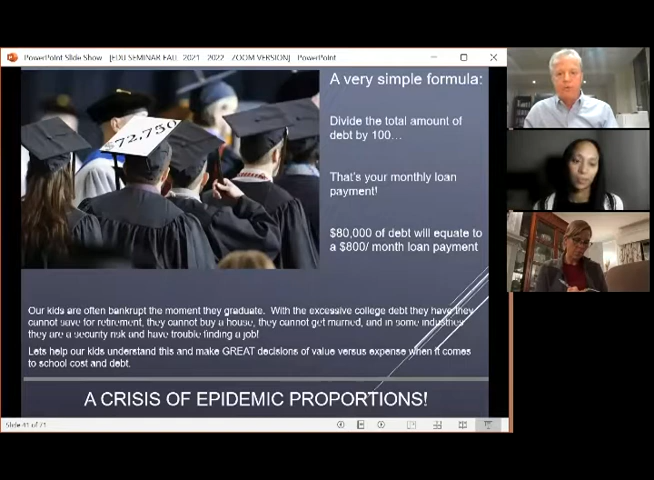 PowerPoint Slide Show - [EDU SEMINAR FALL 2021 - 2022 ZOOM VERSION] - PowerPoint
$72,750
A very simple formula:
Divide the total amount of
debt by 100...
That's your monthly loan
payment!
$80,000 of debt will equate to
a $800/ month loan payment
Our kids are often bankrupt the moment they graduate. With the excessive college debt they have they
cannot save for retirement, they cannot buy a house, they cannot get married, and in some industries
they are a security risk and have trouble finding a job!
Lets help our kids understand this and make GREAT decisions of value versus expense when it comes
to school cost and debt.
A CRISIS OF EPIDEMIC PROPORTIONS!
Slide 41 of 71